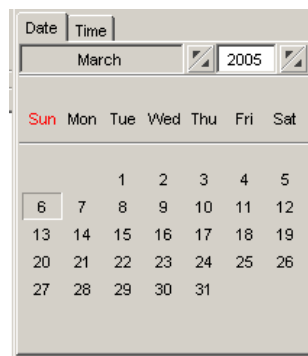 Date Time
March 2005
Sun Mon Tue Wed Thu Fri Sat
1 2 3 4 5
6 7 8 9 10 11 12
13 14 15 16 17 18 19
20 21 22 23 24 25 26
27 28 29 30 31